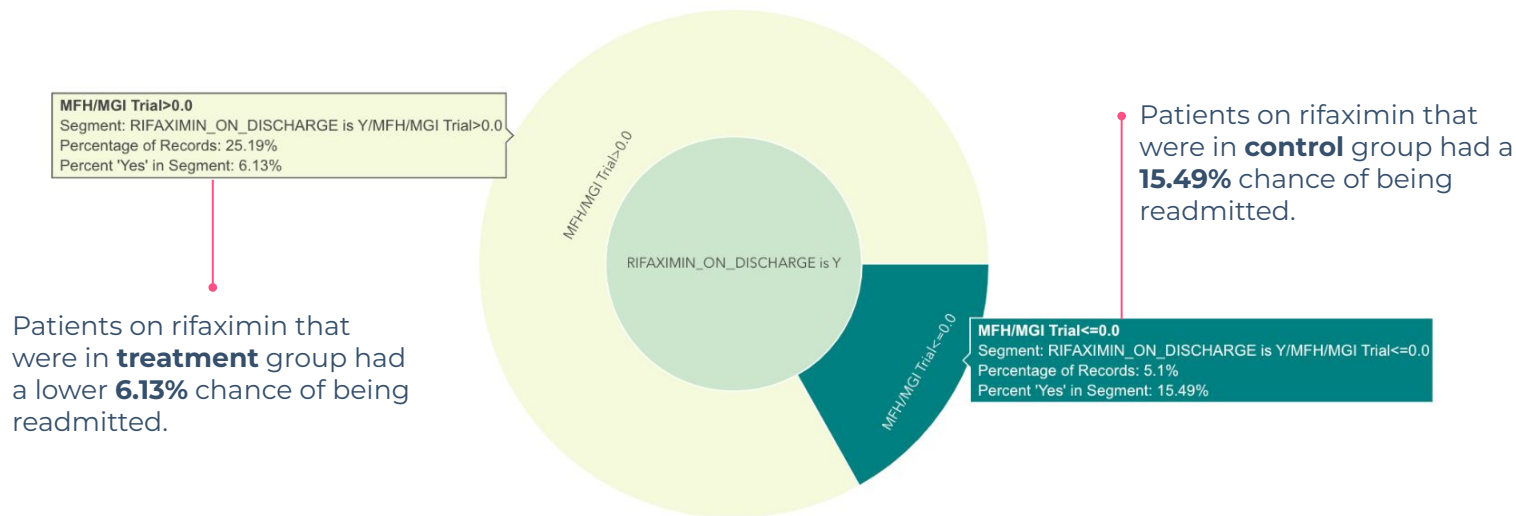 MFH/MGI Trial>0.0
Segment: RIFAXIMIN_ON_DISCHARGE is Y/MFH/MGI Trial>0.0
Percentage of Records: 25.19%
Percent 'Yes' in Segment: 6.13%
Patients on rifaximin that
were in treatment group had
a lower 6.13% chance of being
readmitted.
MFH/MGI Trial>0.0
RIFAXIMIN_ON_DISCHARGE is Y
MFH/MGI Trial<=0.0
Patients on rifaximin that
were in control group had a
15.49% chance of being
readmitted.
MFH/MGI Trial<=0.0
Segment: RIFAXIMIN_ON_DISCHARGE is Y/MFH/MGI Trial<=0.0
Percentage of Records: 5.1%
Percent 'Yes' in Segment: 15.49%